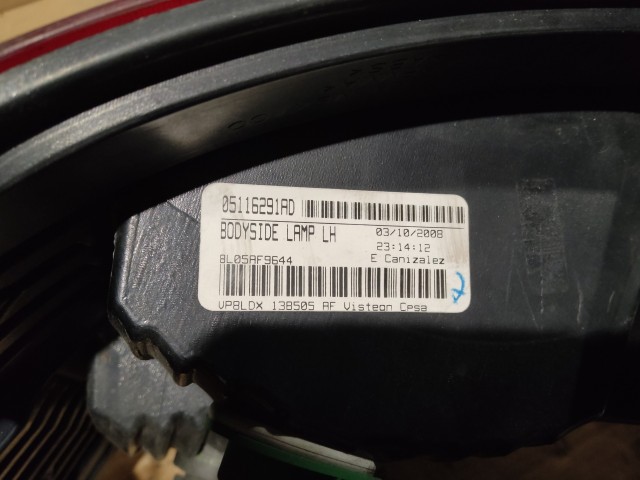 05116291AD
BODYSIDE LAMP LH 03/10/2008
23:14:12
8L05AF9644 E Canizalez
VP8LDX 138505 AF Visteon Cpsa